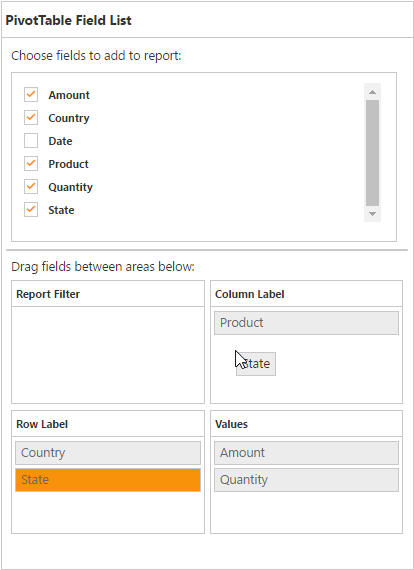 PivotTable Field List
Choose fields to add to report:
Amount
Country
Date
Product
Quantity
State
Drag fields between areas below:
Report Filter
Column Label
Product
State
Row Label
Country
State
Values
Amount
Quantity